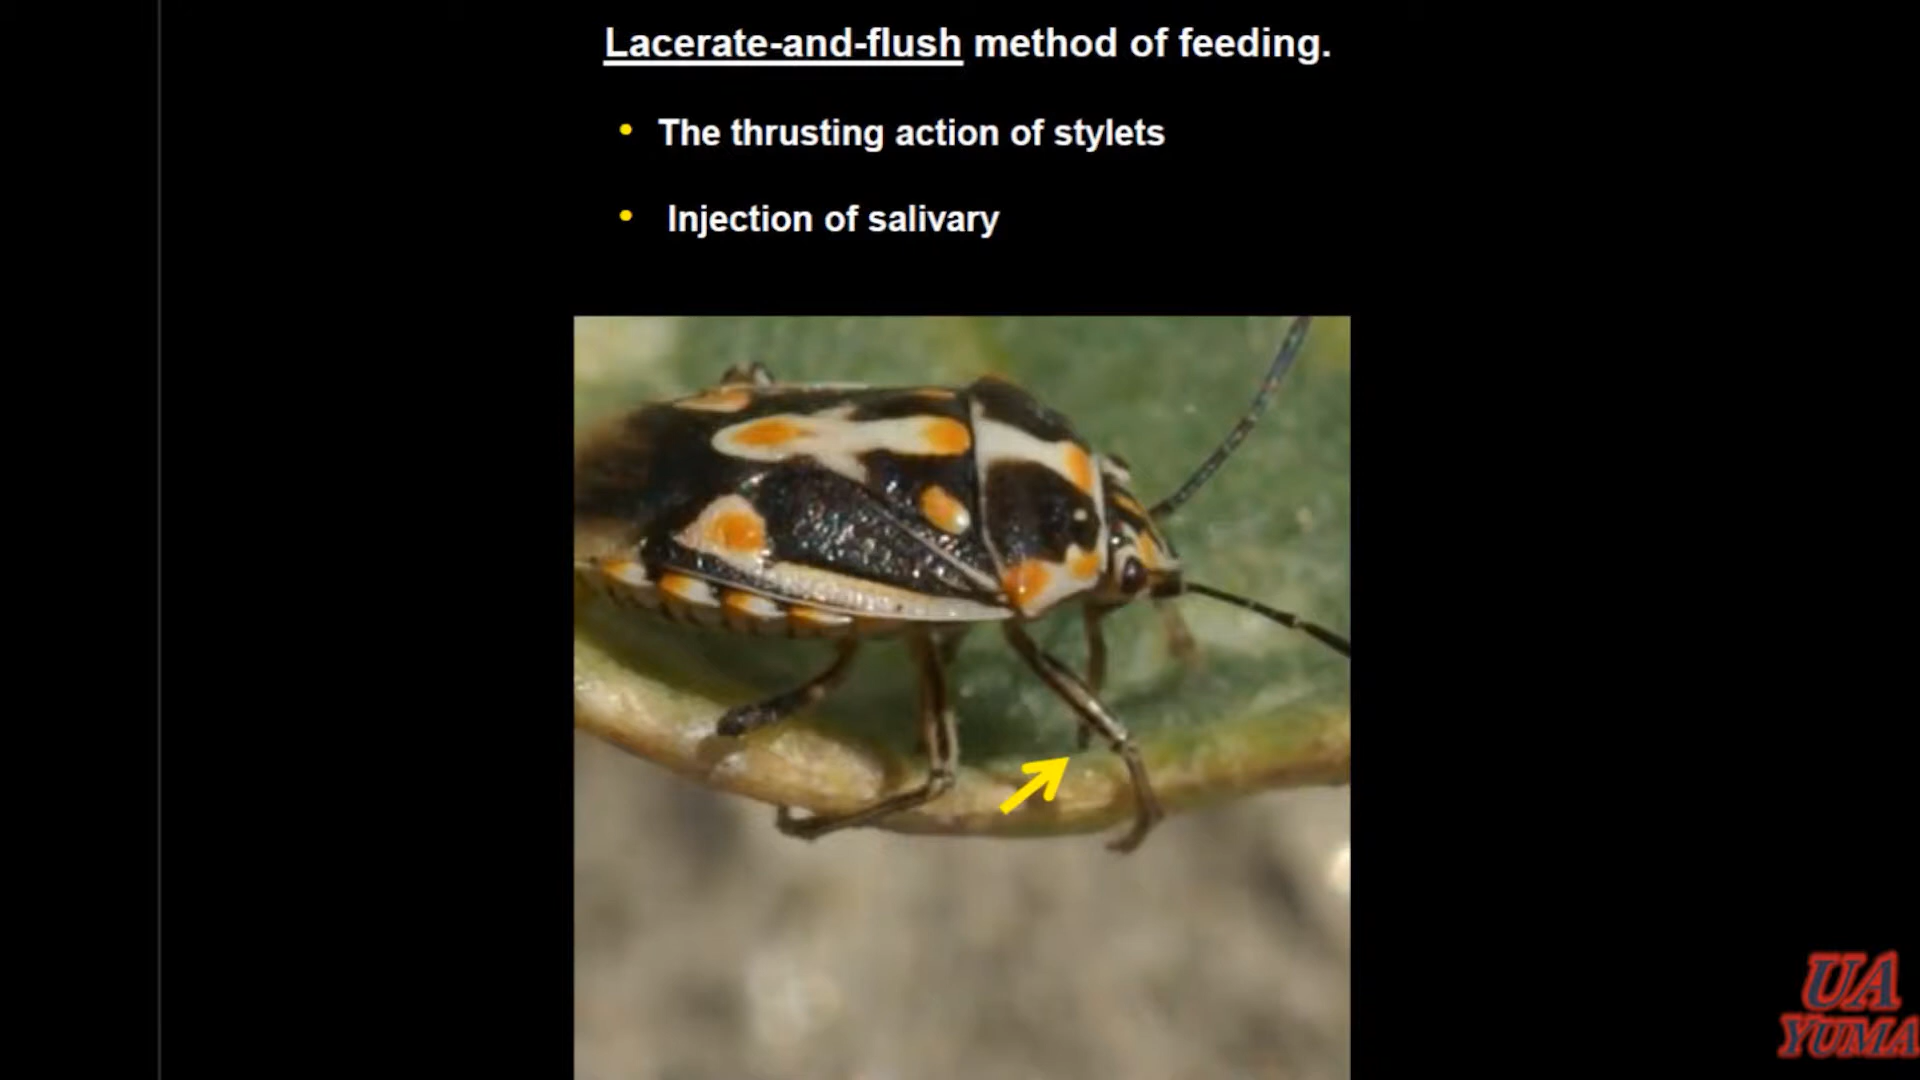 Lacerate-and-flush method of feeding.
• The thrusting action of stylets
• Injection of salivary
UA
YUMA